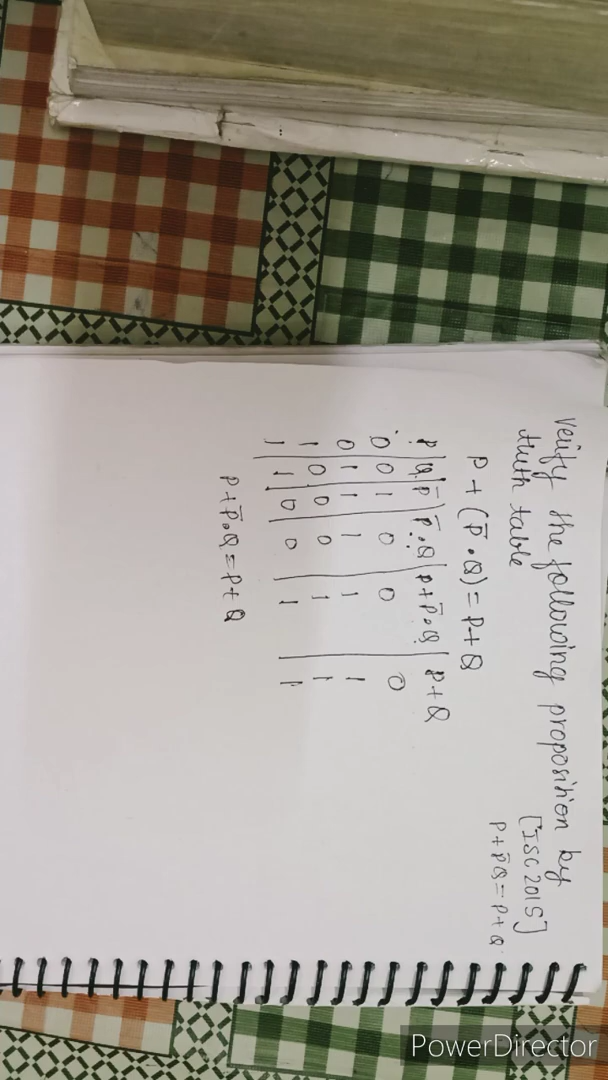 Verify the following proposition by
truth table [ISC 2015]
P + (P̄ . Q) = P + Q P + P̄Q = P + Q
P | Q | P̄ | P̄.Q | P + P̄.Q | P + Q
0 0 1 0 0 0
0 1 1 1 1 1
1 0 0 0 1 1
1 1 0 0 1 1
P + P̄.Q = P + Q
PowerDirector